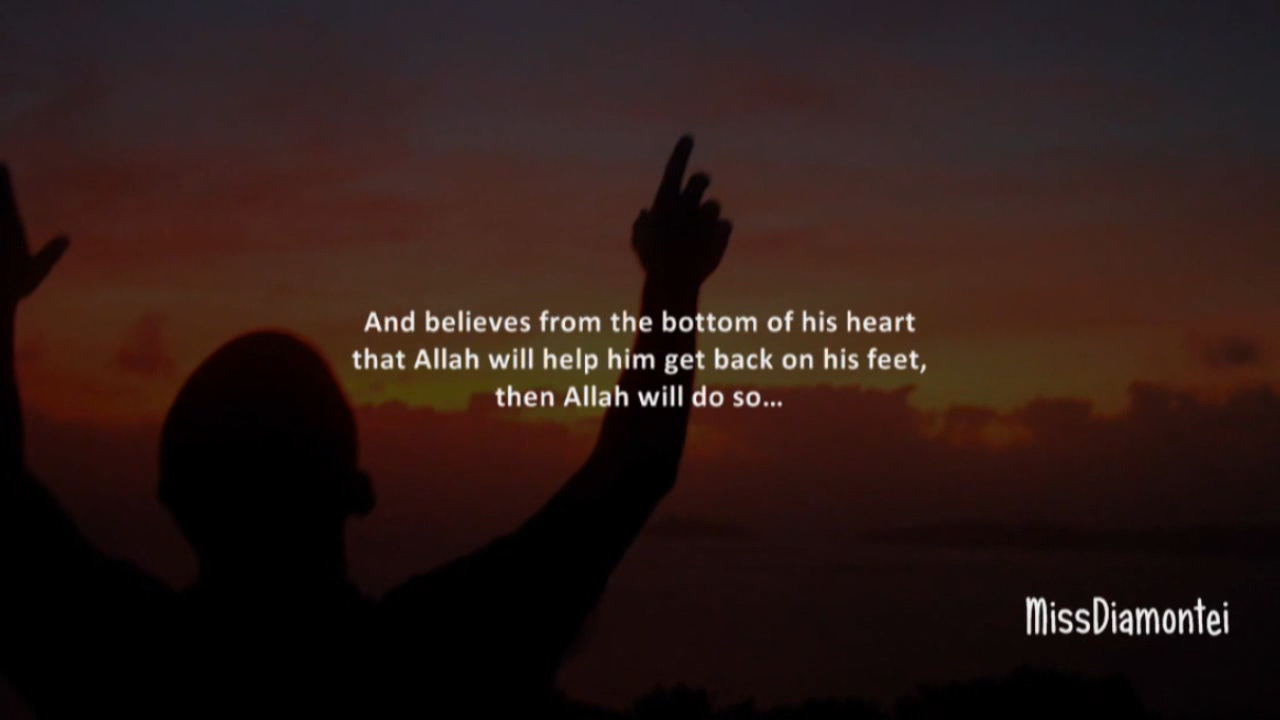 And believes from the bottom of his heart
that Allah will help him get back on his feet,
then Allah will do so...
MissDiamontei